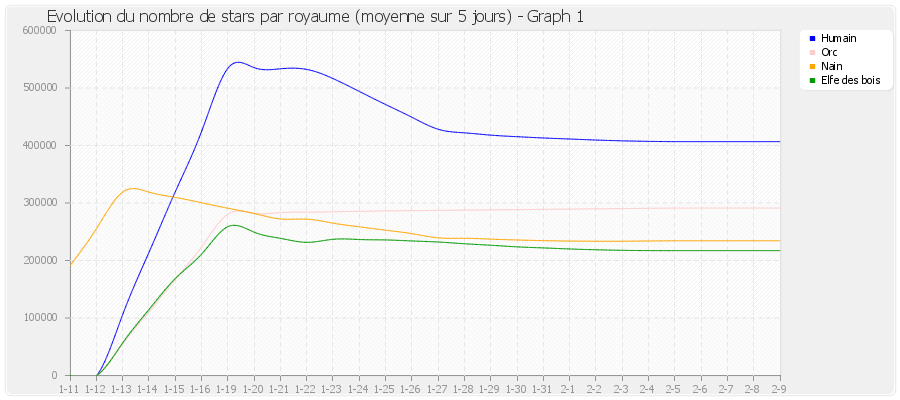 Evolution du nombre de stars par royaume (moyenne sur 5 jours) - Graph 1
600000
500000
400000
300000
200000
100000
0
1-11 1-12 1-13 1-14 1-15 1-16 1-19 1-20 1-21 1-22 1-23 1-24 1-25 1-26 1-27 1-28 1-29 1-30 1-31 2-1 2-2 2-3 2-4 2-5 2-6 2-7 2-8 2-9
Humain
Orc
Nain
Elfe des bois